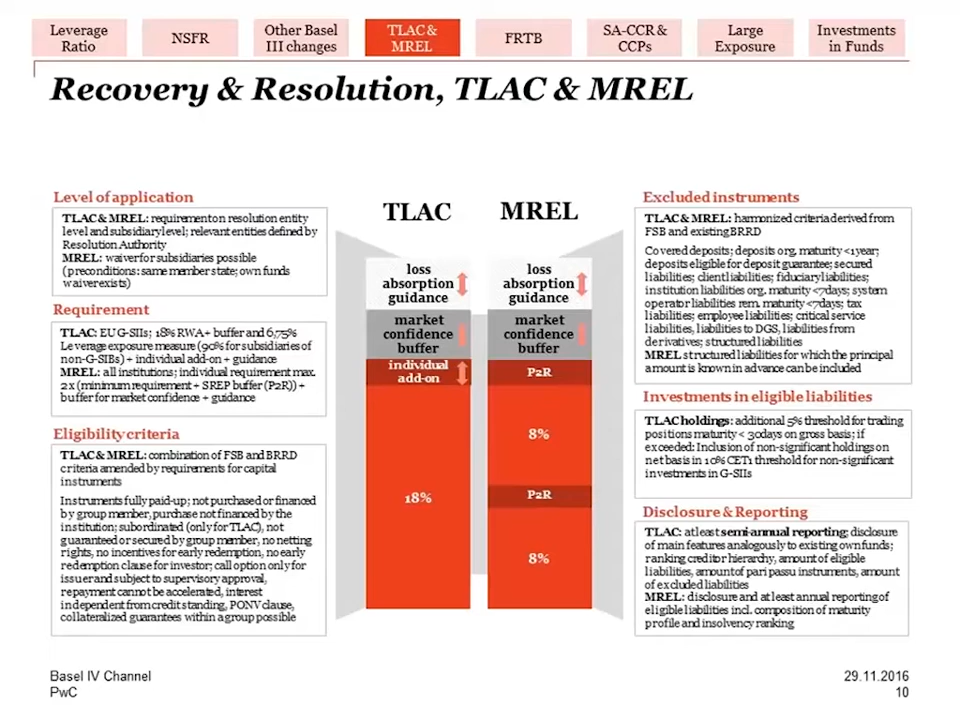 Leverage
Ratio
NSFR
Other Basel
III changes
TLAC &
MREL
FRTB
SA-CCR &
CCPs
Large
Exposure
Investments
in Funds
Recovery & Resolution, TLAC & MREL
Level of application
TLAC & MREL: requirement on resolution entity
level and subsidiary level; relevant entities defined by
Resolution Authority
MREL: waiver for subsidiaries possible
(preconditions: same member state; own funds
waiver exists)
Requirement
TLAC: EU G-SIIs; 18% RWA+ buffer and 6,75%
Leverage exposure measure (90% for subsidiaries of
non-G-SIBs) + individual add-on + guidance
MREL: all institutions; individual requirement max.
2 x (minimum requirement + SREP buffer (P2R)) +
buffer for market confidence + guidance
Eligibility criteria
TLAC & MREL: combination of FSB and BRRD
criteria amended by requirements for capital
instruments
Instruments fully paid-up; not purchased or financed
by group member, purchase not financed by the
institution; subordinated (only for TLAC), not
guaranteed or secured by group member, no netting
rights, no incentives for early redemption, no early
redemption clause for investor; call option only for
issuer and subject to supervisory approval,
repayment cannot be accelerated, interest
independent from credit standing, PONV clause,
collateralized guarantees within a group possible
TLAC
loss
absorption
guidance
market
confidence
buffer
individual
add-on
18%
MREL
loss
absorption
guidance
market
confidence
buffer
P2R
8%
P2R
8%
Excluded instruments
TLAC & MREL: harmonized criteria derived from
FSB and existing BRRD
Covered deposits; deposits org. maturity <1year;
deposits eligible for deposit guarantee; secured
liabilities; client liabilities; fiduciary liabilities;
institution liabilities org. maturity <7days; system
operator liabilities rem. maturity <7days; tax
liabilities; employee liabilities; critical service
liabilities, liabilities to DGS, liabilities from
derivatives; structured liabilities
MREL structured liabilities for which the principal
amount is known in advance can be included
Investments in eligible liabilities
TLAC holdings: additional 5% threshold for trading
positions maturity < 30days on gross basis; if
exceeded: Inclusion of non-significant holdings on
net basis in 10% CET1 threshold for non-significant
investments in G-SIIs
Disclosure & Reporting
TLAC: at least semi-annual reporting; disclosure
of main features analogously to existing own funds;
ranking creditor hierarchy, amount of eligible
liabilities, amount of pari passu instruments, amount
of excluded liabilities
MREL: disclosure and at least annual reporting of
eligible liabilities incl. composition of maturity
profile and insolvency ranking
Basel IV Channel
PwC
29.11.2016
10